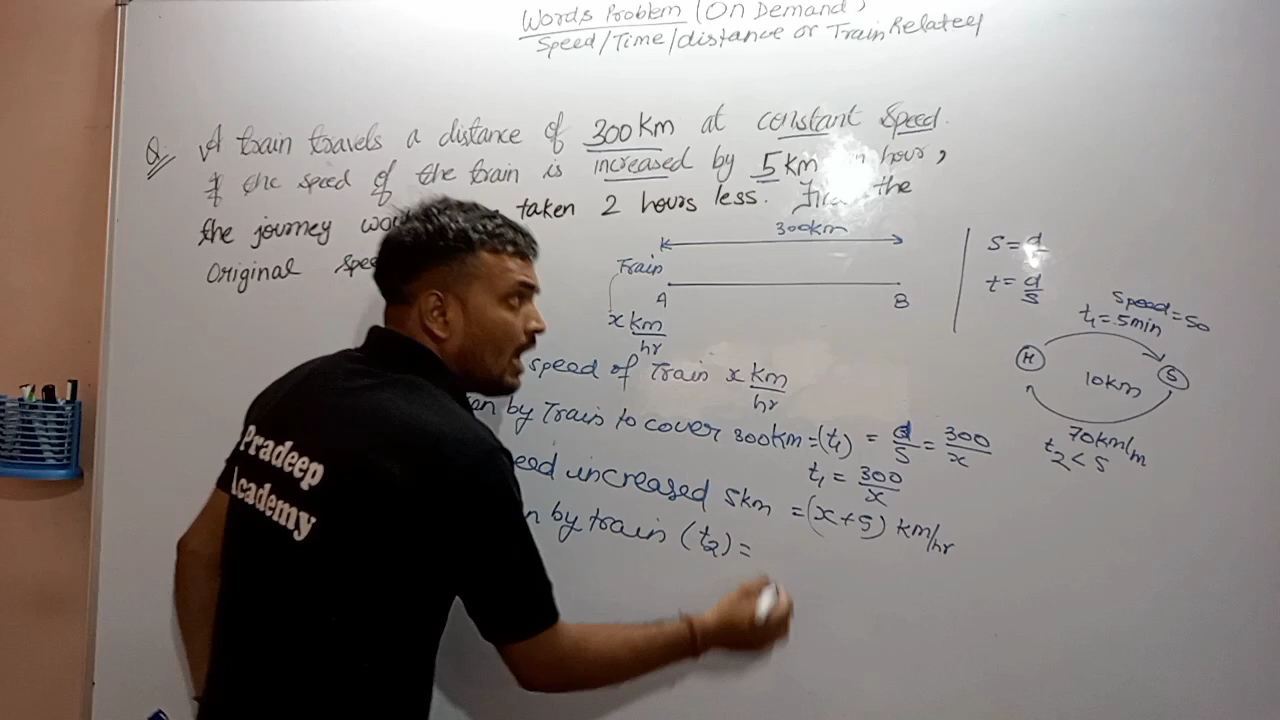 Words Problem (On Demand)
Speed/Time/distance or Train Related
Q. A train travels a distance of 300 km at constant speed.
If the speed of the train is increased by 5 km hour,
the journey taken 2 hours less. the
Original
300km
Train
A
B
x km/hr
S = d
t = d/s
Speed = 50
t₁ = 5min
H
S
10km
70km/m
t₂ < 5
speed of Train x km/hr
by Train to cover 300km = (t₁) = d/s = 300/x
t₁ = 300/x
increased 5km = (x+5) km/hr
by train (t₂) =
Pradeep
Academy